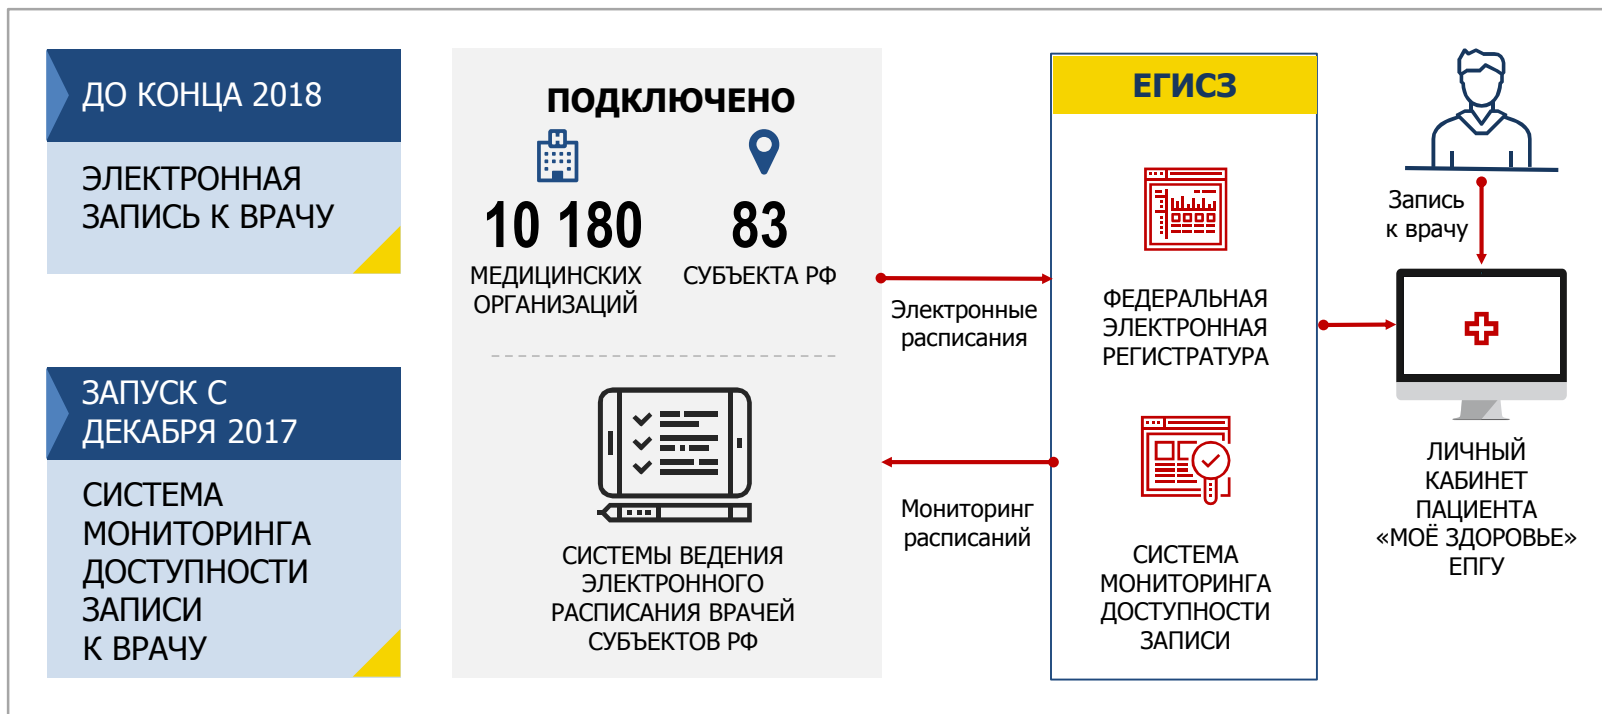 ДО КОНЦА 2018
ЭЛЕКТРОННАЯ
ЗАПИСЬ К ВРАЧУ
ЗАПУСК С
ДЕКАБРЯ 2017
СИСТЕМА
МОНИТОРИНГА
ДОСТУПНОСТИ
ЗАПИСИ
К ВРАЧУ
ПОДКЛЮЧЕНО
H
10 180
МЕДИЦИНСКИХ
ОРГАНИЗАЦИЙ
83
СУБЪЕКТА РФ
СИСТЕМЫ ВЕДЕНИЯ
ЭЛЕКТРОННОГО
РАСПИСАНИЯ ВРАЧЕЙ
СУБЪЕКТОВ РФ
Электронные
расписания
Мониторинг
расписаний
ЕГИСЗ
ФЕДЕРАЛЬНАЯ
ЭЛЕКТРОННАЯ
РЕГИСТРАТУРА
СИСТЕМА
МОНИТОРИНГА
ДОСТУПНОСТИ
ЗАПИСИ
Запись
к врачу
ЛИЧНЫЙ
КАБИНЕТ
ПАЦИЕНТА
«МОЁ ЗДОРОВЬЕ»
ЕПГУ